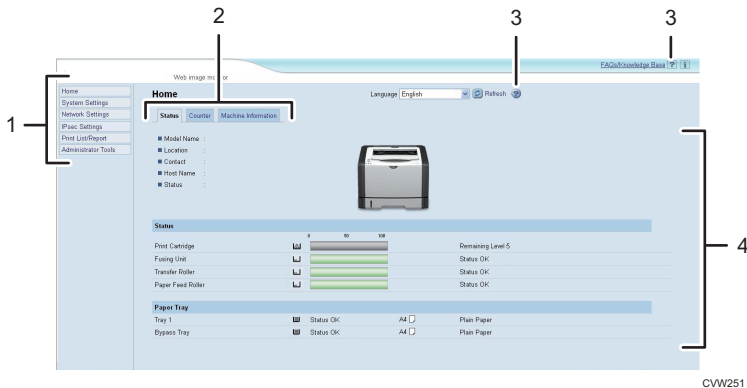 2
3
3
FAQs/Knowledge Base ? i
Web image mo or
1
Home
System Settings
Network Settings
IPsec Settings
Print List/Report
Administrator Tools
Home
Language English Refresh ?
Status Counter Machine Information
Model Name :
Location :
Contact :
Host Name :
Status :
4
Status
0 50 100
Print Cartridge Remaining Level 5
Fusing Unit Status OK
Transfer Roller Status OK
Paper Feed Roller Status OK
Paper Tray
Tray 1 Status OK A4 Plain Paper
Bypass Tray Status OK A4 Plain Paper
CVW251